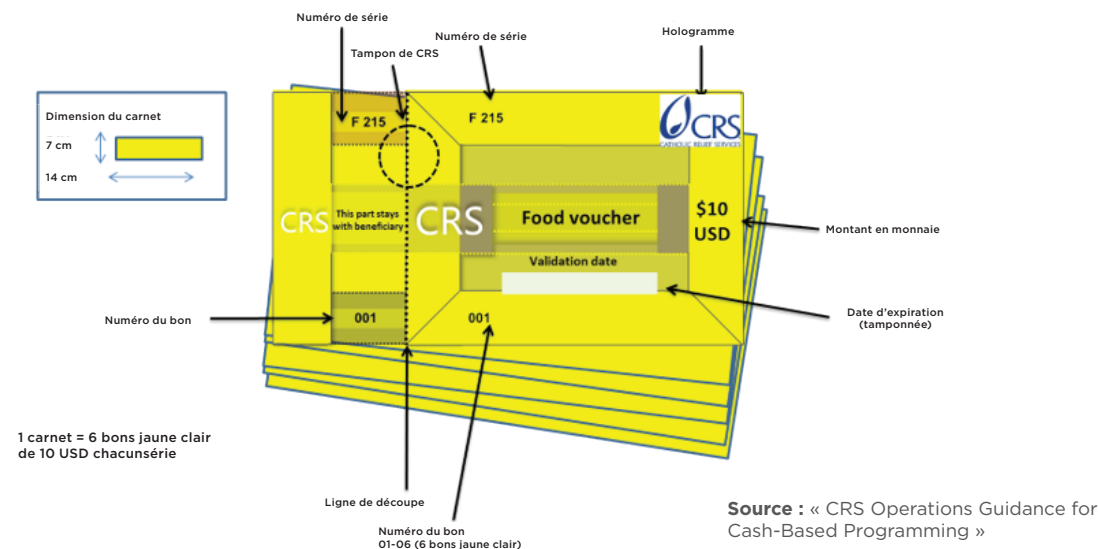 Numéro de série
Tampon de CRS
Numéro de série
Hologramme
Dimension du carnet
7 cm
14 cm
F 215
F 215
CRS
CATHOLIC RELIEF SERVICES
CRS
This part stays
with beneficiary
CRS
Food voucher
$10
USD
Montant en monnaie
Validation date
Date d’expiration
(tamponnée)
Numéro du bon
001
001
1 carnet = 6 bons jaune clair
de 10 USD chacunsérie
Ligne de découpe
Numéro du bon
01-06 (6 bons jaune clair)
Source : « CRS Operations Guidance for
Cash-Based Programming »